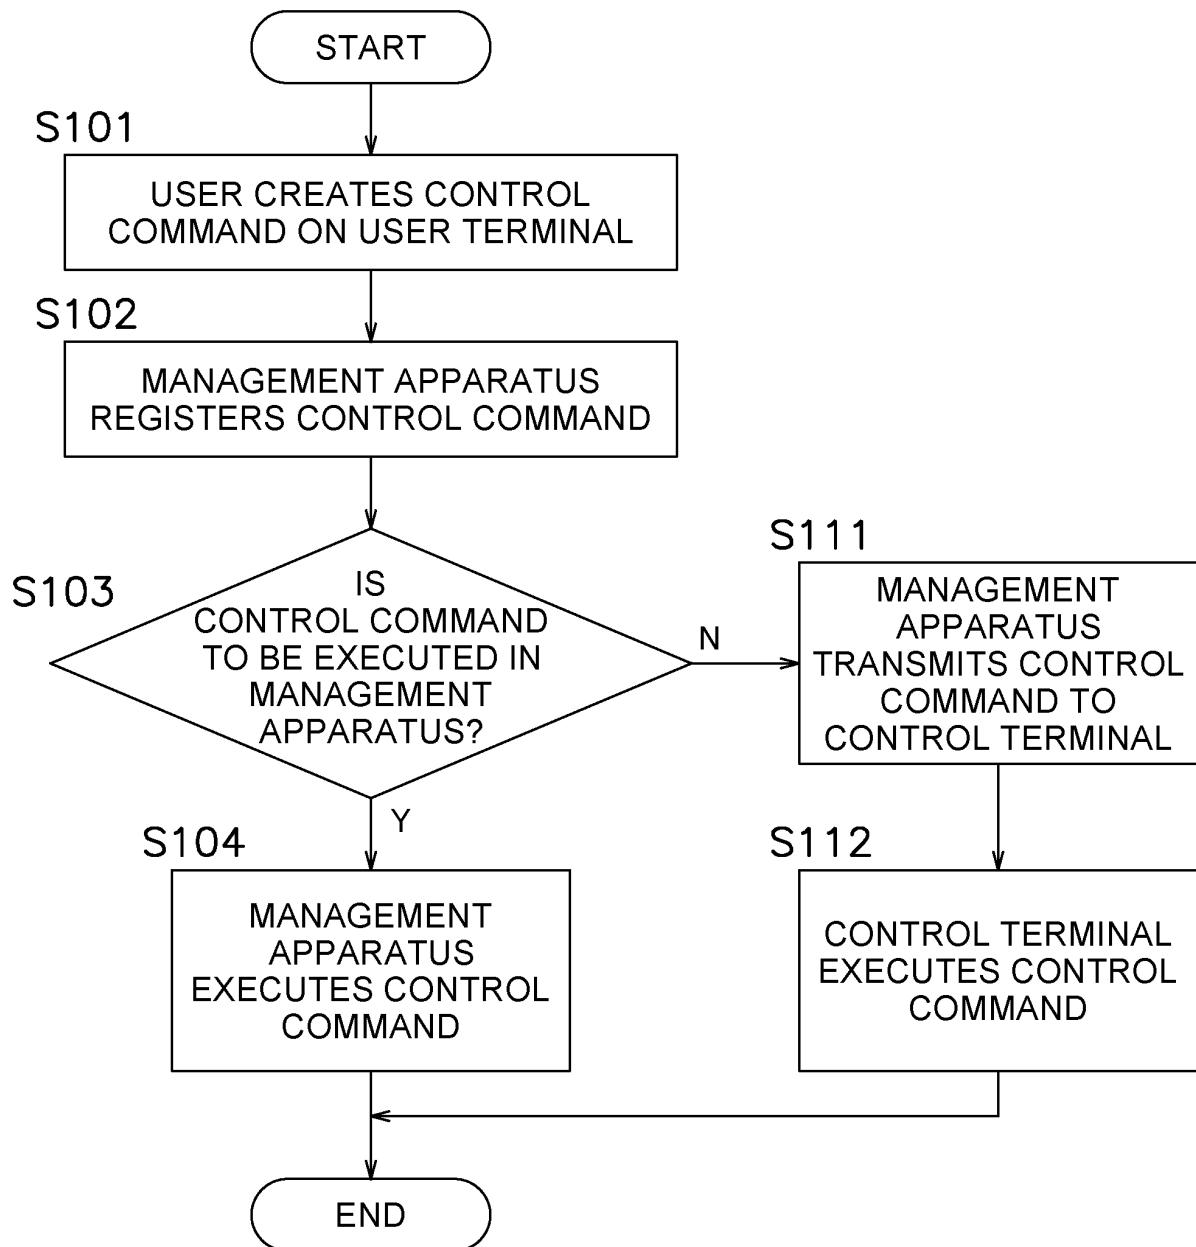 START
S101
USER CREATES CONTROL
COMMAND ON USER TERMINAL
S102
MANAGEMENT APPARATUS
REGISTERS CONTROL COMMAND
S103
IS
CONTROL COMMAND
TO BE EXECUTED IN
MANAGEMENT
APPARATUS?
N
S111
MANAGEMENT
APPARATUS
TRANSMITS CONTROL
COMMAND TO
CONTROL TERMINAL
Y
S104
MANAGEMENT
APPARATUS
EXECUTES CONTROL
COMMAND
S112
CONTROL TERMINAL
EXECUTES CONTROL
COMMAND
END